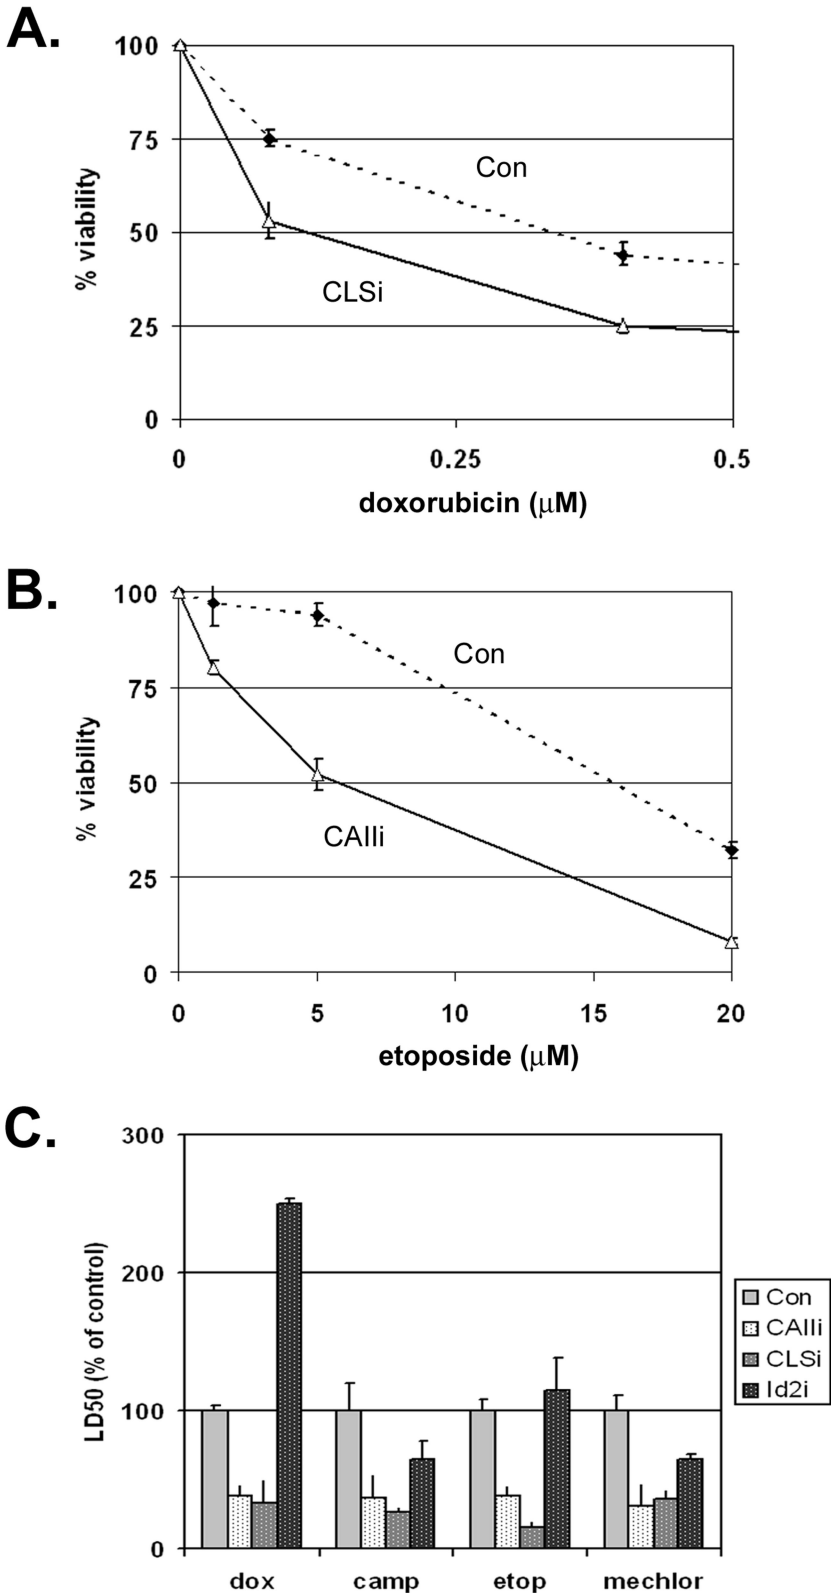 A.
100
75
50
25
0
% viability
Con
CLSi
0 0.25 0.5
doxorubicin (μM)
B.
100
75
50
25
0
% viability
Con
CAIIi
0 5 10 15 20
etoposide (μM)
C.
300
200
100
0
LD50 (% of control)
Con
CAIIi
CLSi
Id2i
dox camp etop mechlor